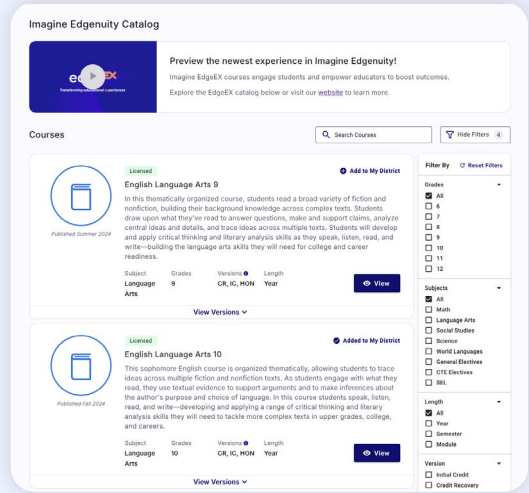 Imagine Edgenuity Catalog
edgeEX
Transforming educational experiences
Preview the newest experience in Imagine Edgenuity!
Imagine EdgeEX courses engage students and empower educators to boost outcomes.
Explore the EdgeEX catalog below or visit our website to learn more.
Courses
Search Courses
Hide Filters 4
Licensed
Add to My District
English Language Arts 9
In this thematically organized course, students read a broad variety of fiction and
nonfiction, building their background knowledge across complex texts. Students
draw upon what they've read to answer questions, make and support claims, analyze
central ideas and details, and trace ideas across multiple texts. Students will develop
and apply critical thinking and literary analysis skills as they speak, listen, read, and
write—building the language arts skills they will need for college and career
readiness.
Published Summer 2024
Subject Grades Versions Length
Language 9 CR, IC, HON Year
Arts
View
View Versions
Licensed
Added to My District
English Language Arts 10
This sophomore English course is organized thematically, allowing students to trace
ideas across multiple fiction and nonfiction texts. As students engage with what they
read, they use textual evidence to support arguments and to make inferences about
the author's purpose and choice of language. In this course students speak, listen,
read, and write—developing and applying a range of critical thinking and literary
analysis skills they will need to tackle more complex texts in upper grades, college,
and careers.
Published Fall 2024
Subject Grades Versions Length
Language 10 CR, IC, HON Year
Arts
View
View Versions
Filter By Reset Filters
Grades
All
6
7
8
9
10
11
12
Subjects
All
Math
Language Arts
Social Studies
Science
World Languages
General Electives
CTE Electives
SEL
Length
All
Year
Semester
Module
Version
Initial Credit
Credit Recovery